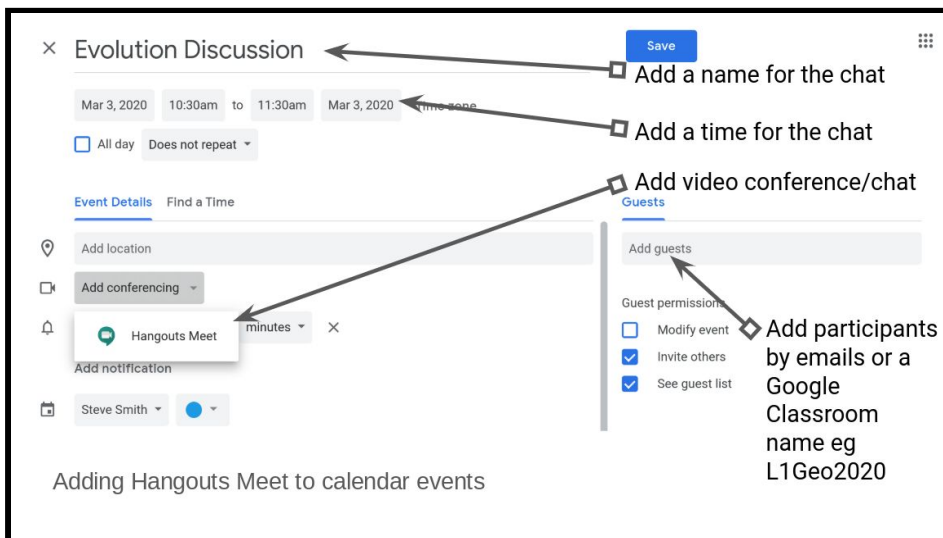 Evolution Discussion
Save
Add a name for the chat
Mar 3, 2020 10:30am to 11:30am Mar 3, 2020 Time zone
Add a time for the chat
All day Does not repeat
Add video conference/chat
Event Details Find a Time
Guests
Add location
Add guests
Add conferencing
Guest permissions
Hangouts Meet
minutes
Modify event
Invite others
See guest list
Add participants
by emails or a
Google
Classroom
name eg
L1Geo2020
Add notification
Steve Smith
Adding Hangouts Meet to calendar events